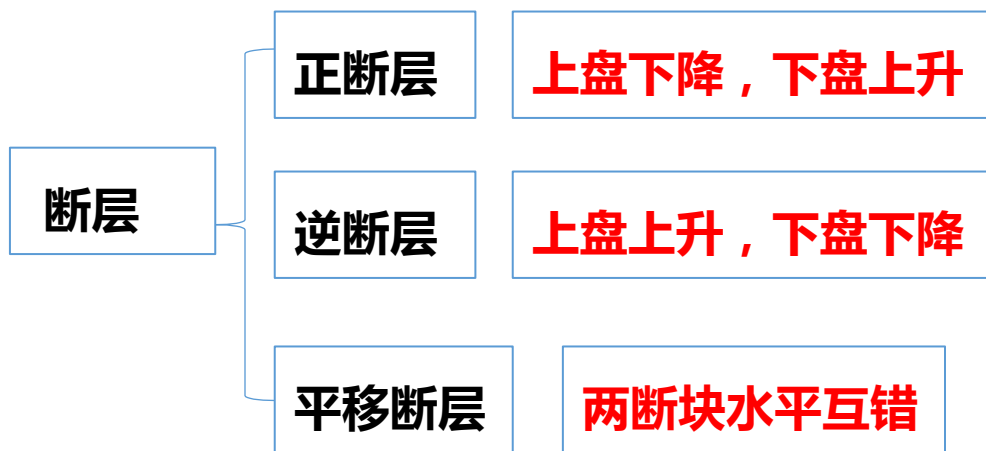 正断层
上盘下降，下盘上升
断层
逆断层
上盘上升，下盘下降
平移断层
两断块水平互错